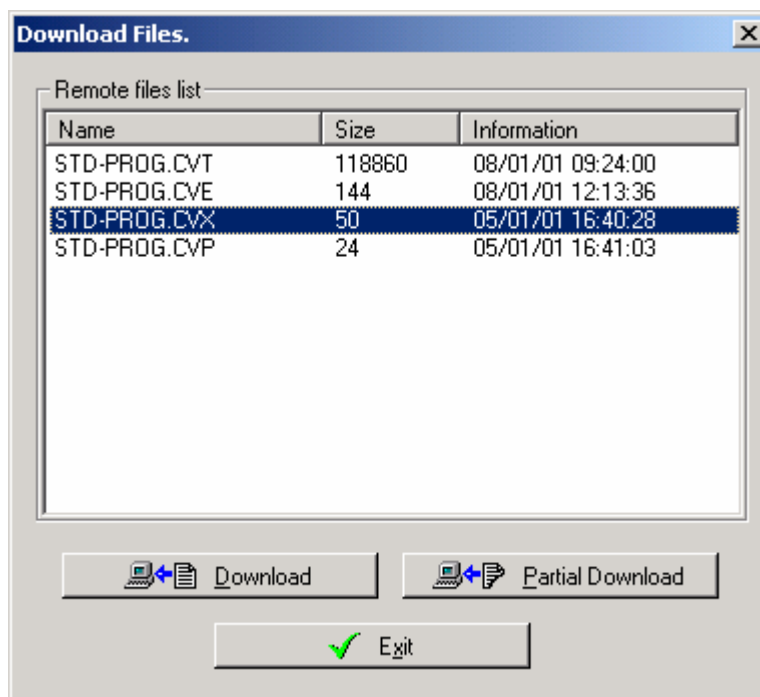 Download Files.
Remote files list
Name Size Information
STD-PROG.CVT 118860 08/01/01 09:24:00
STD-PROG.CVE 144 08/01/01 12:13:36
STD-PROG.CVX 50 05/01/01 16:40:28
STD-PROG.CVP 24 05/01/01 16:41:03
Download Partial Download
Exit